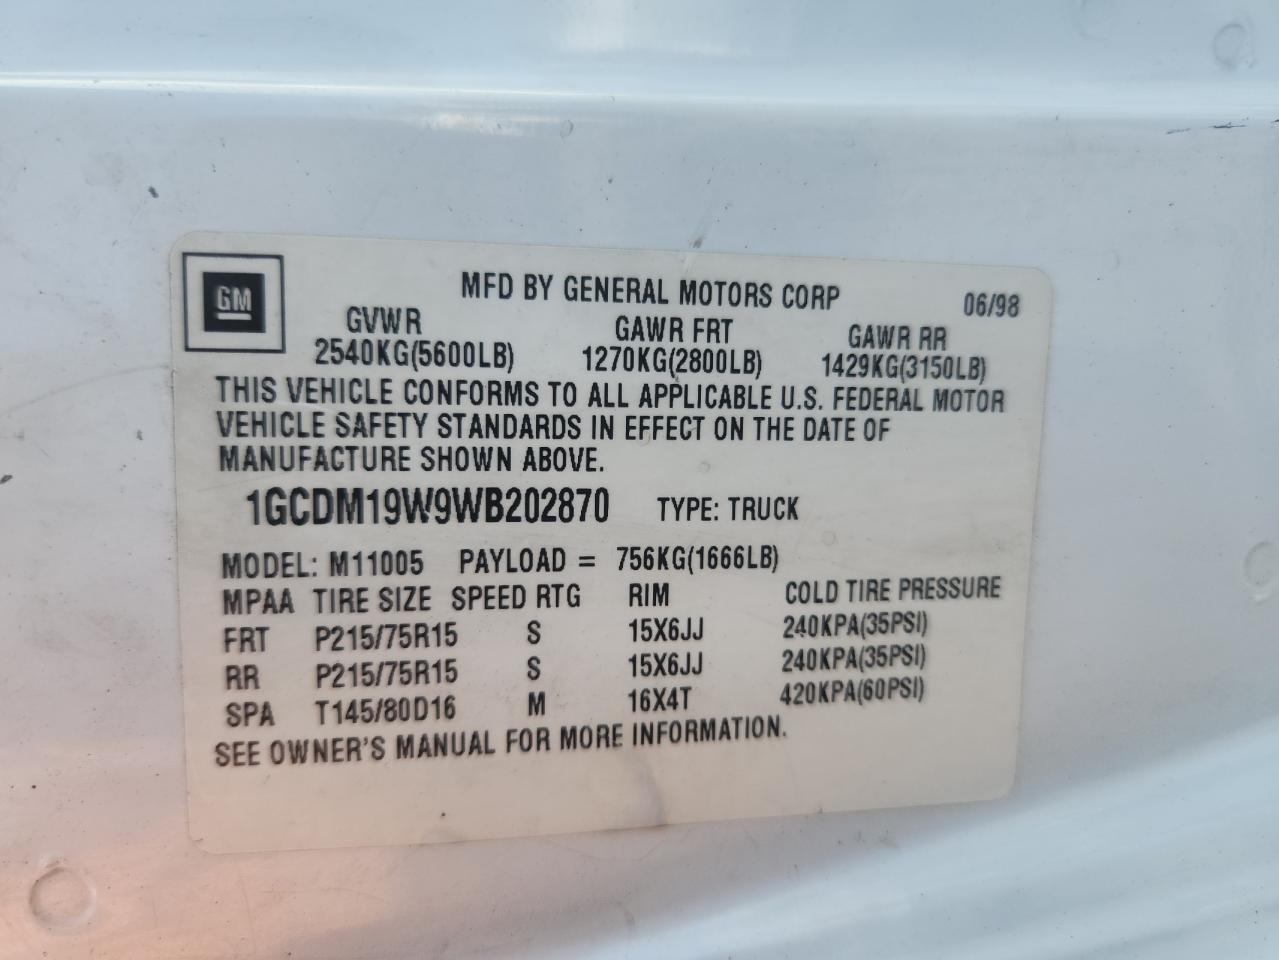 GM
MFD BY GENERAL MOTORS CORP 06/98
GVWR GAWR FRT GAWR RR
2540KG(5600LB) 1270KG(2800LB) 1429KG(3150LB)
THIS VEHICLE CONFORMS TO ALL APPLICABLE U.S. FEDERAL MOTOR
VEHICLE SAFETY STANDARDS IN EFFECT ON THE DATE OF
MANUFACTURE SHOWN ABOVE.
1GCDM19W9WB202870 TYPE: TRUCK
MODEL: M11005 PAYLOAD = 756KG(1666LB)
MPAA TIRE SIZE SPEED RTG RIM COLD TIRE PRESSURE
FRT P215/75R15 S 15X6JJ 240KPA(35PSI)
RR P215/75R15 S 15X6JJ 240KPA(35PSI)
SPA T145/80D16 M 16X4T 420KPA(60PSI)
SEE OWNER'S MANUAL FOR MORE INFORMATION.